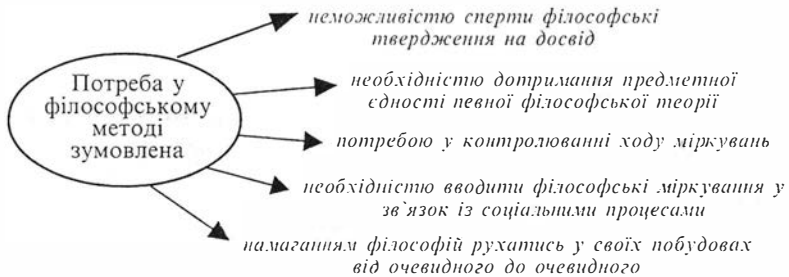 неможливістю сперти філософські
твердження на досвід
Потреба у
філософському
методі
зумовлена
необхідністю дотримання предметної
єдності певної філософської теорії
потребою у контролюванні ходу міркувань
необхідністю вводити філософські міркування у
зв`язок із соціальними процесами
намаганням філософій рухатись у своїх побудовах
від очевидного до очевидного